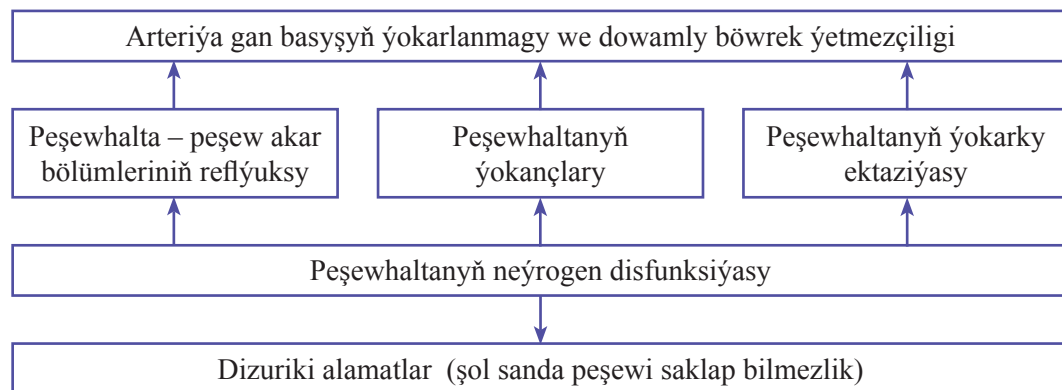 Arteriýa gan basyşyň ýokarlanmagy we dowamly böwrek ýetmezçiligi
Peşewhalta – peşew akar
bölümleriniň reflýuksy
Peşewhaltanyň
ýokançlary
Peşewhaltanyň ýokarky
ektaziýasy
Peşewhaltanyň neýrogen disfunksiýasy
Dizuriki alamatlar (şol sanda peşewi saklap bilmezlik)